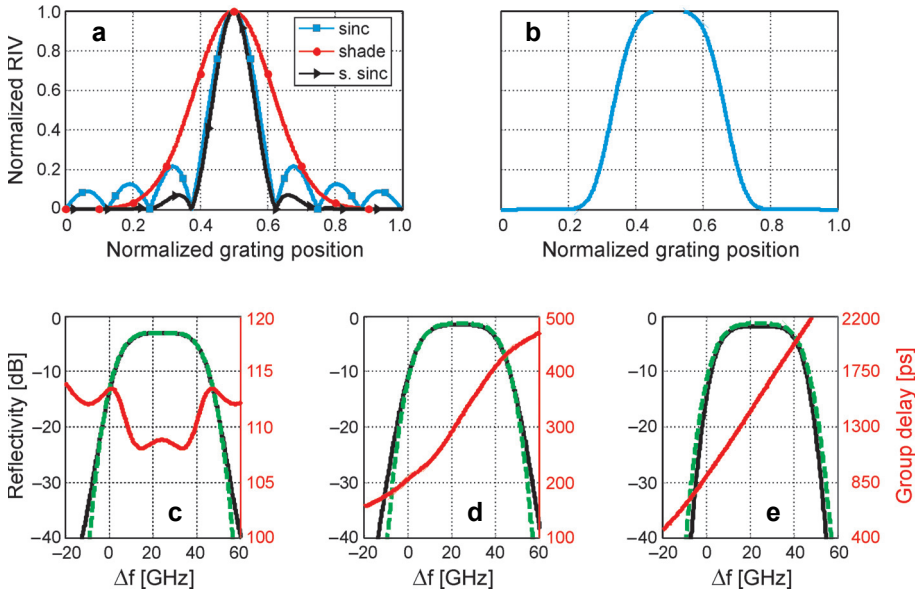 a
b
sinc
shade
s. sinc
Normalized RIV
1.0
0.8
0.6
0.4
0.2
0
0 0.2 0.4 0.6 0.8 1.0
Normalized grating position
0.0 0.2 0.4 0.6 0.8 1.0
Normalized grating position
Reflectivity [dB]
0
−10
−20
−30
−40
c
120
118
115
113
110
108
105
103
100
−20 0 20 40 60
Δf [GHz]
0
−10
−20
−30
−40
d
500
400
300
200
100
−20 0 20 40 60
Δf [GHz]
0
−10
−20
−30
−40
e
2200
1750
1300
850
400
Group delay [ps]
−20 0 20 40 60
Δf [GHz]